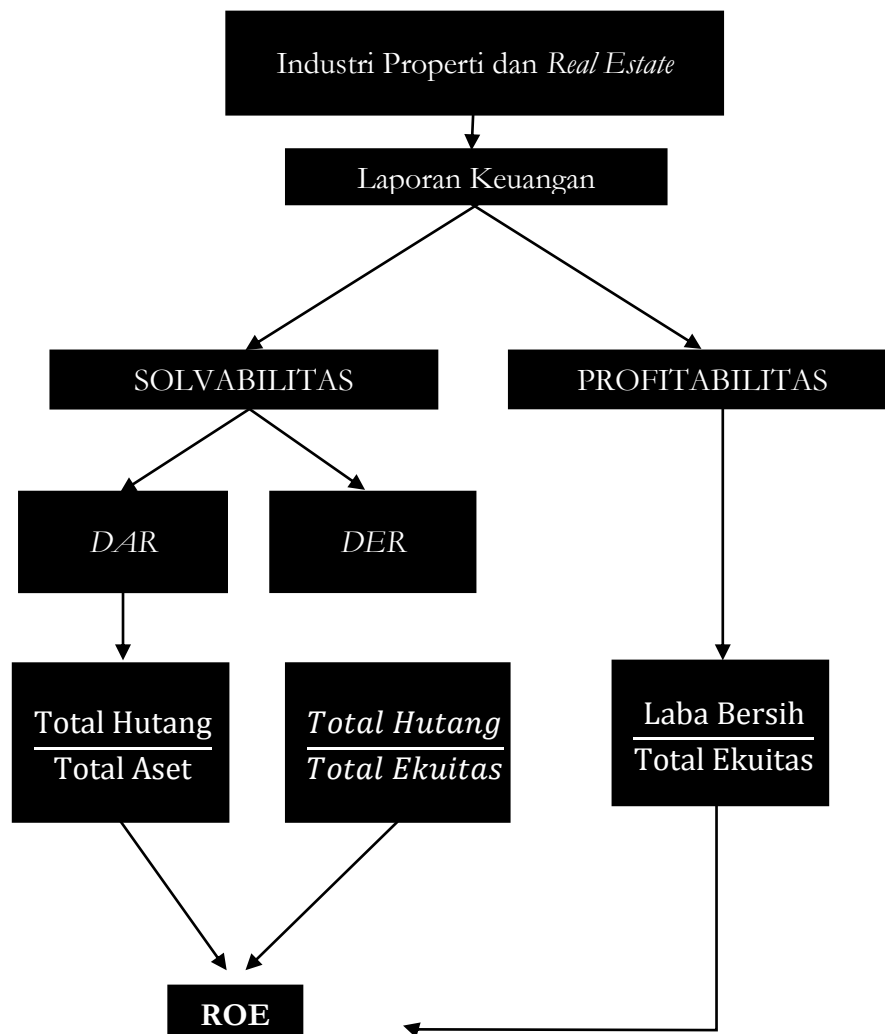 Industri Properti dan Real Estate
Laporan Keuangan
SOLVABILITAS
PROFITABILITAS
DAR
DER
Total Hutang
Total Aset
Total Hutang
Total Ekuitas
Laba Bersih
Total Ekuitas
ROE